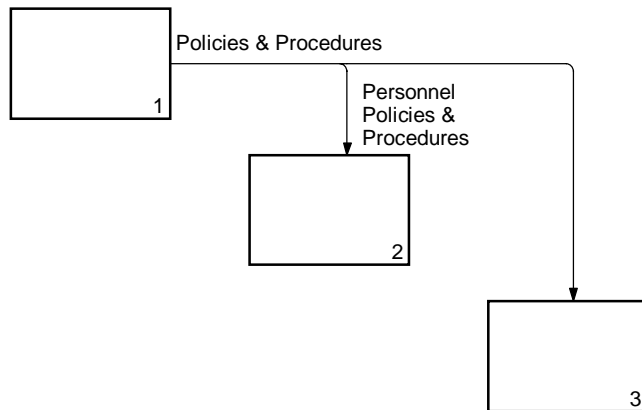 Policies & Procedures
1
Personnel
Policies &
Procedures
2
3